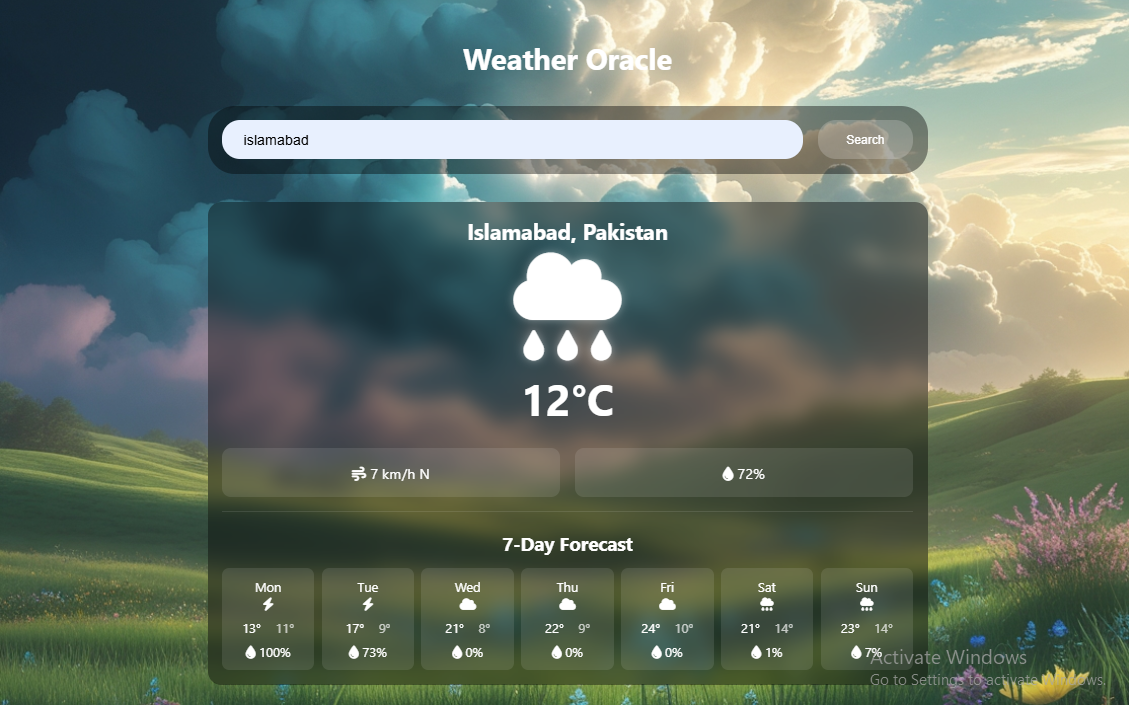 Weather Oracle
islamabad
Search
Islamabad, Pakistan
12°C
7 km/h N
72%
7-Day Forecast
Mon Tue Wed Thu Fri Sat Sun
13° 11° 17° 9° 21° 8° 22° 9° 24° 10° 21° 14° 23° 14°
100% 73% 0% 0% 0% 1% 7%
Activate Windows
Go to Settings to activate Windows.